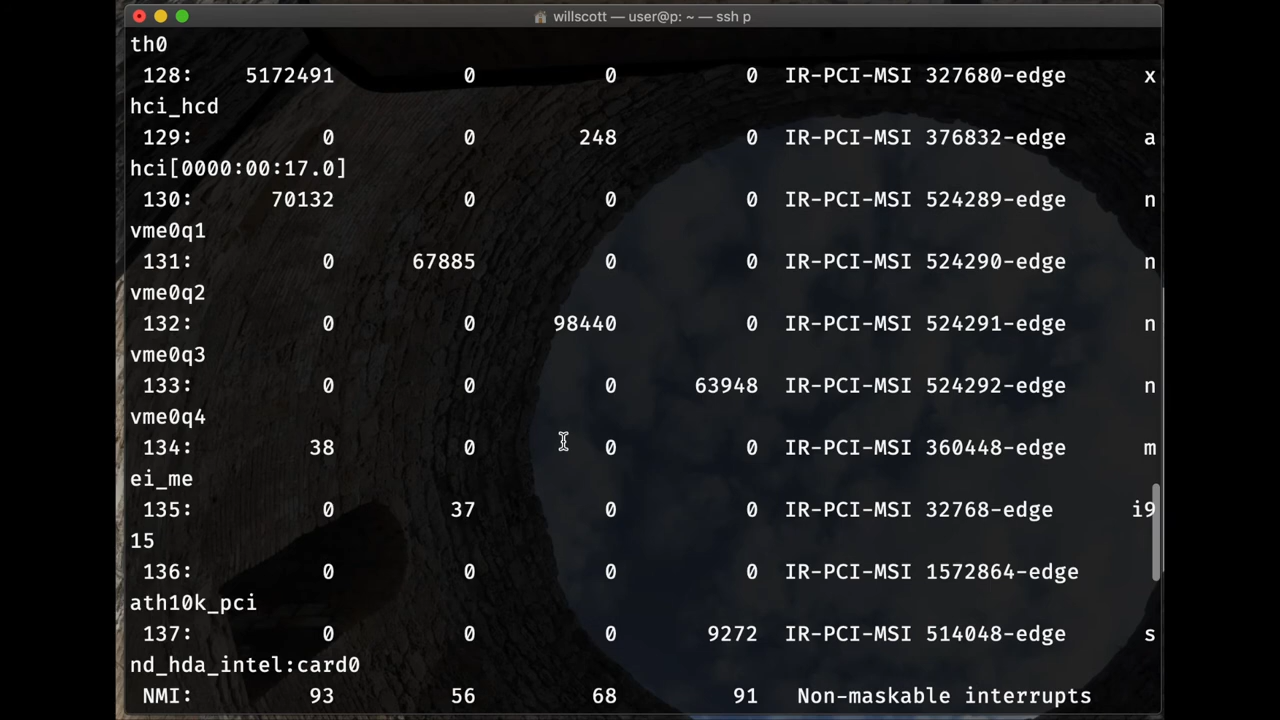 willscott — user@p: ~ — ssh p
th0
128: 5172491 0 0 0 IR-PCI-MSI 327680-edge x
hci_hcd
129: 0 0 248 0 IR-PCI-MSI 376832-edge a
hci[0000:00:17.0]
130: 70132 0 0 0 IR-PCI-MSI 524289-edge n
vme0q1
131: 0 67885 0 0 IR-PCI-MSI 524290-edge n
vme0q2
132: 0 0 98440 0 IR-PCI-MSI 524291-edge n
vme0q3
133: 0 0 0 63948 IR-PCI-MSI 524292-edge n
vme0q4
134: 38 0 0 0 IR-PCI-MSI 360448-edge m
ei_me
135: 0 37 0 0 IR-PCI-MSI 32768-edge i9
15
136: 0 0 0 0 IR-PCI-MSI 1572864-edge
ath10k_pci
137: 0 0 0 9272 IR-PCI-MSI 514048-edge s
nd_hda_intel:card0
NMI: 93 56 68 91 Non-maskable interrupts